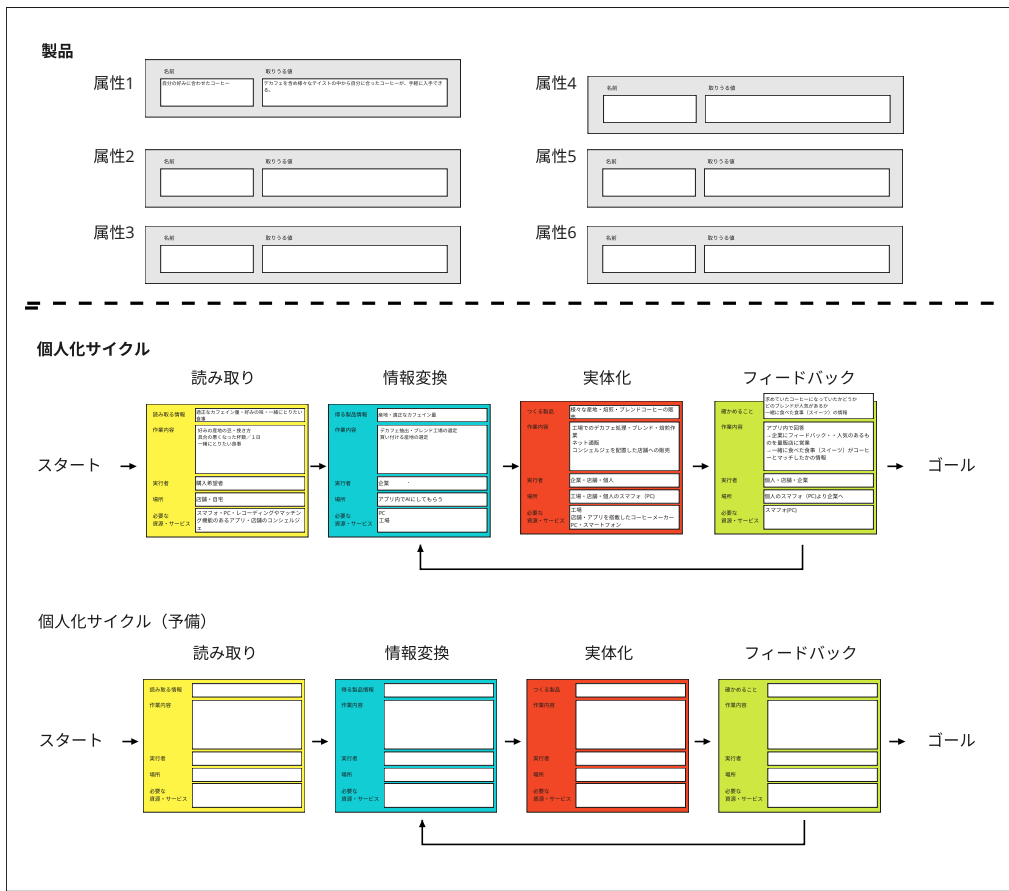 製品
属性1
名前
取りうる値
自分の好みに合わせたコーヒー
デカフェを含め様々なテイストの中から自分に合ったコーヒーが、手軽に入手でき
る。
属性4
名前
取りうる値
属性2
名前
取りうる値
属性5
名前
取りうる値
属性3
名前
取りうる値
属性6
名前
取りうる値
個人化サイクル
読み取り
情報変換
実体化
フィードバック
スタート
読み取る情報
適正なカフェイン量・好みの味・一緒にとりたい
食事
作業内容
好みの産地の豆・焼き方
具合の悪くなった杯数／１日
一緒にとりたい食事
実行者
購入希望者
場所
店舗・自宅
必要な
資源・サービス
スマフォ・PC・レコーディングやマッチン
グ機能のあるアプリ・店舗のコンシェルジ
ェ
得る製品情報
産地・適正なカフェイン量
作業内容
デカフェ抽出・ブレンド工場の選定
買い付ける産地の選定
実行者
企業
場所
アプリ内でAIにしてもらう
必要な
資源・サービス
PC
工場
つくる製品
様々な産地・焙煎・ブレンドコーヒーの販
売
作業内容
工場でのデカフェ処理・ブレンド・焙煎作
業
ネット通販
コンシェルジェを配置した店舗への販売
実行者
企業・店舗・個人
場所
工場・店舗・個人のスマフォ（PC)
必要な
資源・サービス
工場
店舗・アプリを搭載したコーヒーメーカー
PC・スマートフォン
確かめること
求めていたコーヒーになっていたかどうか
どのブレンドが人気があるか
一緒に食べた食事（スイーツ）の情報
作業内容
アプリ内で回答
→企業にフィードバック・・人気のあるも
のを量販店に営業
→一緒に食べた食事（スイーツ）がコーヒ
ーとマッチしたかの情報
実行者
個人・店舗・企業
場所
個人のスマフォ（PC)より企業へ
必要な
資源・サービス
スマフォ(PC)
ゴール
個人化サイクル（予備）
読み取り
情報変換
実体化
フィードバック
スタート
読み取る情報
作業内容
実行者
場所
必要な
資源・サービス
得る製品情報
作業内容
実行者
場所
必要な
資源・サービス
つくる製品
作業内容
実行者
場所
必要な
資源・サービス
確かめること
作業内容
実行者
場所
必要な
資源・サービス
ゴール